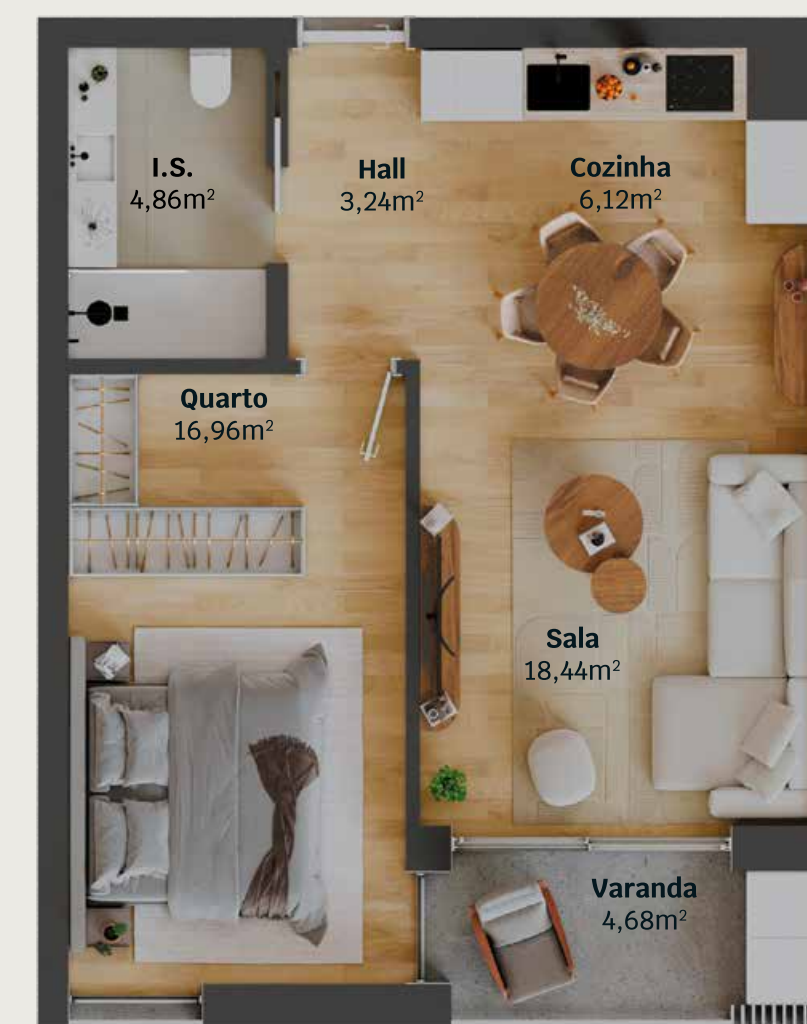 I.S.
4,86m²
Hall
3,24m²
Cozinha
6,12m²
Quarto
16,96m²
Sala
18,44m²
Varanda
4,68m²